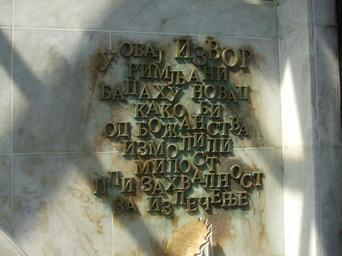 У ОВАЈ ИЗВОР
РИМЉАНИ
БАЦАХУ НОВАЦ
КАКО БИ
ОД БОЖАНСТВА
ИЗМОЛИЛИ
МИЛОСТ
ИЛИ ЗАХВАЛНОСТ
ЗА ИЗЛЕЧЕЊЕ